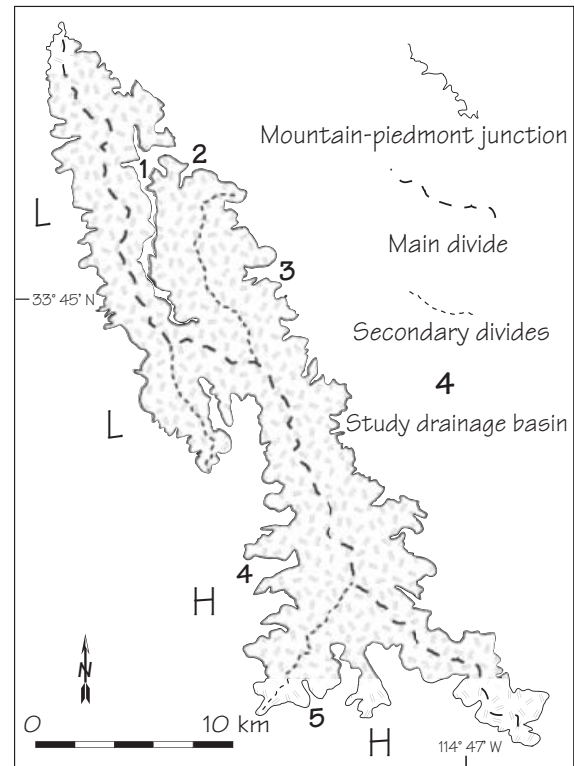 Mountain-piedmont junction
Main divide
Secondary divides
4
Study drainage basin
1
2
L
3
33° 45' N
L
4
H
5
H
N
0 10 km
114° 47' W